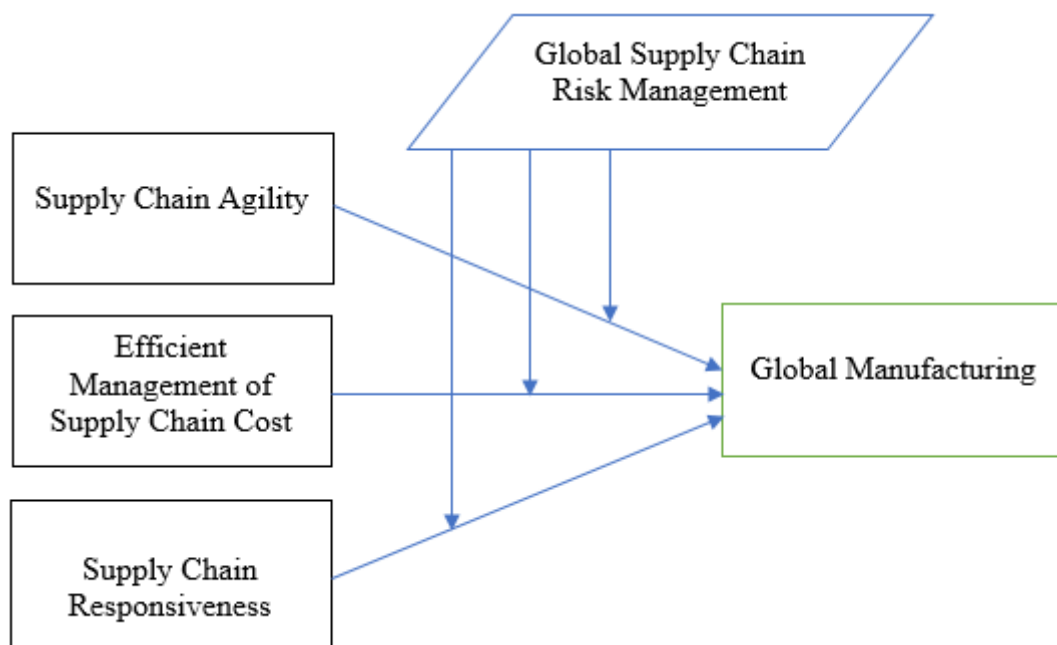 Global Supply Chain
Risk Management
Supply Chain Agility
Efficient
Management of
Supply Chain Cost
Global Manufacturing
Supply Chain
Responsiveness